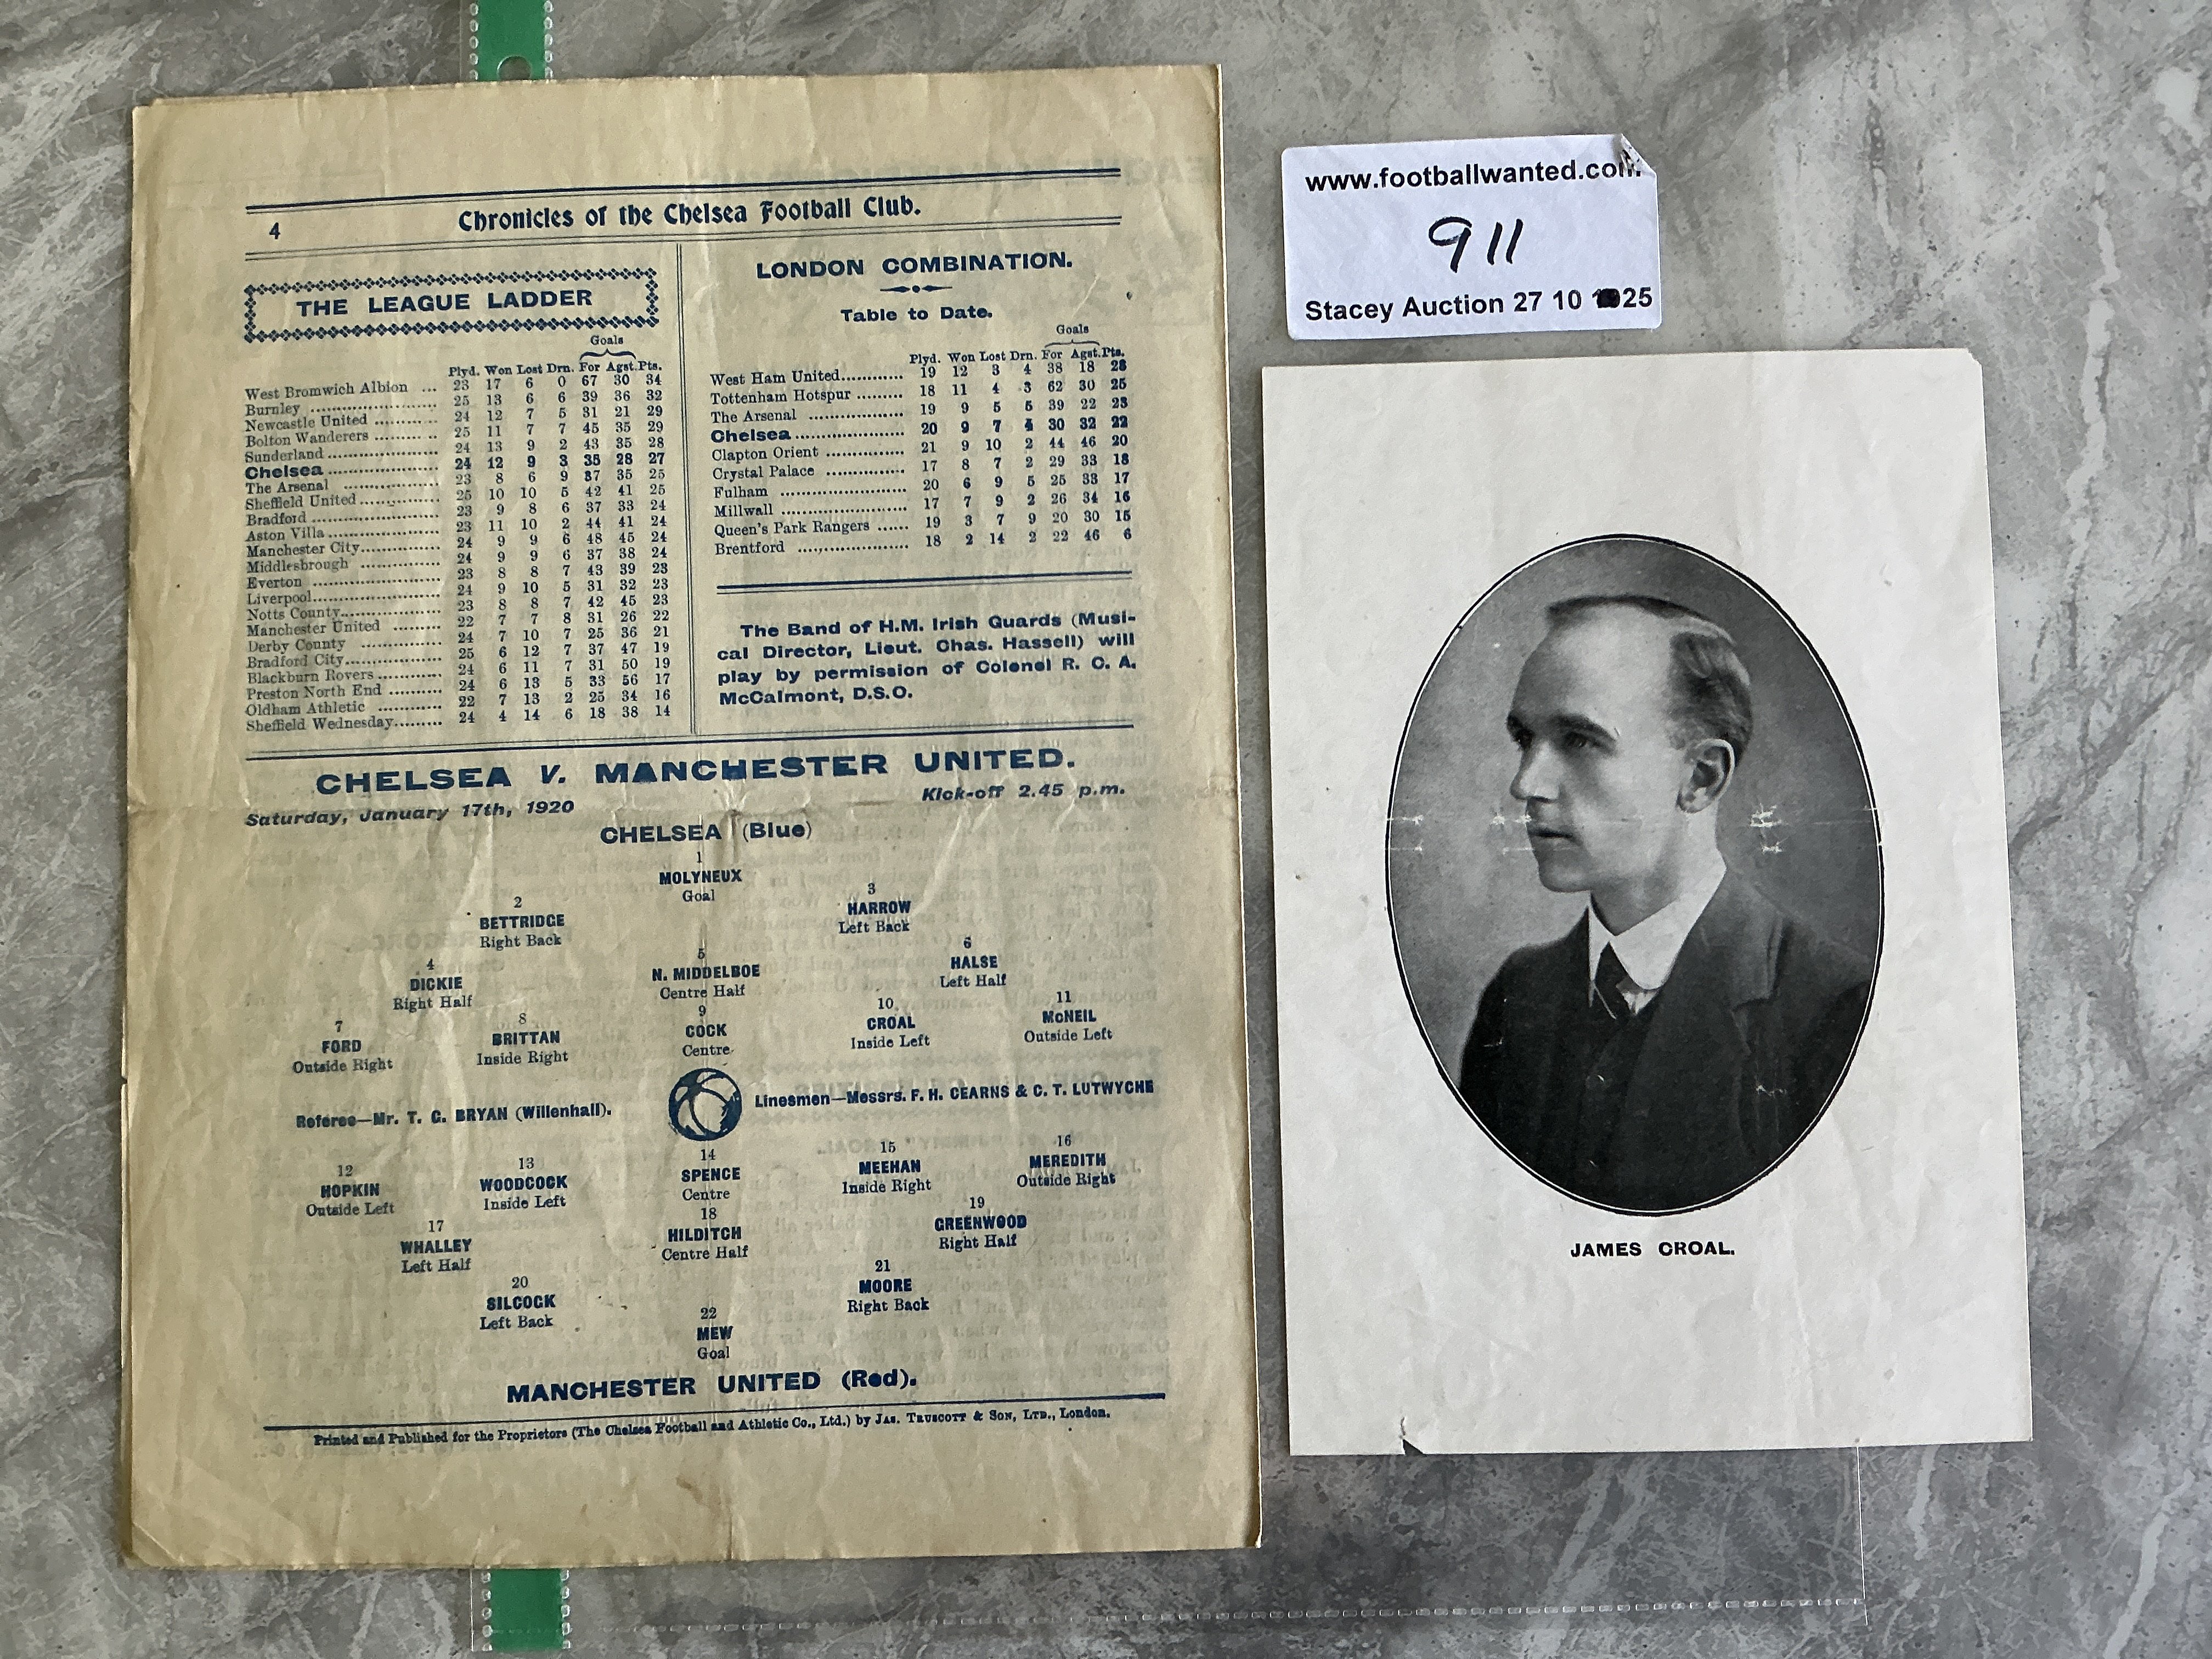 4
Chronicles of the Chelsea Football Club.
THE LEAGUE LADDER
Goals
Plyd. Won Lost Drn. For Agst. Pts.
West Bromwich Albion ... 23 17 6 0 67 30 34
Burnley 25 13 6 6 39 36 32
Newcastle United 24 12 7 5 31 21 29
Bolton Wanderers 25 11 7 7 45 35 29
Sunderland 24 13 9 2 43 35 28
Chelsea 24 12 9 3 35 28 27
The Arsenal 23 8 6 9 37 35 25
Sheffield United 25 10 10 5 42 41 25
Bradford 23 9 8 6 37 33 24
Aston Villa 23 11 10 2 44 41 24
Manchester City 24 9 9 6 48 45 24
Middlesbrough 24 9 9 6 37 38 24
Everton 23 8 8 7 43 39 23
Liverpool 24 9 10 5 31 32 23
Notts County 23 8 8 7 42 45 23
Manchester United 22 7 7 8 31 26 22
Derby County 24 7 10 7 25 36 21
Bradford City 25 6 12 7 37 47 19
Blackburn Rovers 24 6 11 7 31 50 19
Preston North End 24 6 13 5 33 56 17
Oldham Athletic 22 7 13 2 25 34 16
Sheffield Wednesday 24 4 14 6 18 38 14
LONDON COMBINATION.
Table to Date.
Goals
Plyd. Won Lost Drn. For Agst. Pts.
West Ham United 19 12 3 4 38 18 28
Tottenham Hotspur 18 11 4 3 62 30 25
The Arsenal 19 9 5 5 39 22 23
Chelsea 20 9 7 4 30 32 22
Clapton Orient 21 9 10 2 44 46 20
Crystal Palace 17 8 7 2 29 33 18
Fulham 20 6 9 5 25 33 17
Millwall 17 7 9 2 26 34 16
Queen's Park Rangers 19 3 7 9 20 30 15
Brentford 18 2 14 2 22 46 6
The Band of H.M. Irish Guards (Musi-
cal Director, Lieut. Chas. Hassell) will
play by permission of Colonel R. C. A.
McCalmont, D.S.O.
CHELSEA V. MANCHESTER UNITED.
Saturday, January 17th, 1920 Kick-off 2.45 p.m.
CHELSEA (Blue)
1
MOLYNEUX
Goal
2 3
BETTRIDGE HARROW
Right Back Left Back
4 5 6
DICKIE N. MIDDELBOE HALSE
Right Half Centre Half Left Half
7 8 9 10 11
FORD BRITTAN COCK CROAL McNEIL
Outside Right Inside Right Centre Inside Left Outside Left
Referee—Mr. T. G. BRYAN (Willenhall). Linesmen—Messrs. F. H. CEARNS & C. T. LUTWYCHE
12 13 14 15 16
HOPKIN WOODCOCK SPENCE MEEHAN MEREDITH
Outside Left Inside Left Centre Inside Right Outside Right
17 18 19
WHALLEY HILDITCH GREENWOOD
Left Half Centre Half Right Half
20 21
SILCOCK MOORE
Left Back Right Back
22
MEW
Goal
MANCHESTER UNITED (Red).
Printed and Published for the Proprietors (The Chelsea Football and Athletic Co., Ltd.) by JAS. TRUSCOTT & SON, LTD., London.
www.footballwanted.com
911
Stacey Auction 27 10 25
JAMES CROAL.